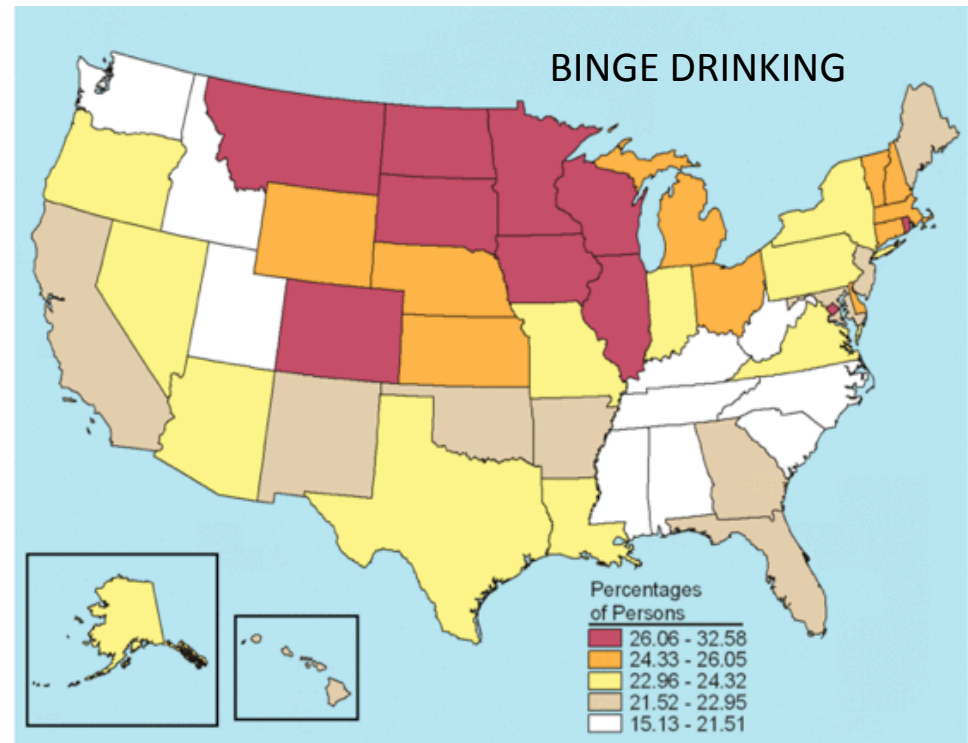 BINGE DRINKING
Percentages
of Persons
26.06 - 32.58
24.33 - 26.05
22.96 - 24.32
21.52 - 22.95
15.13 - 21.51